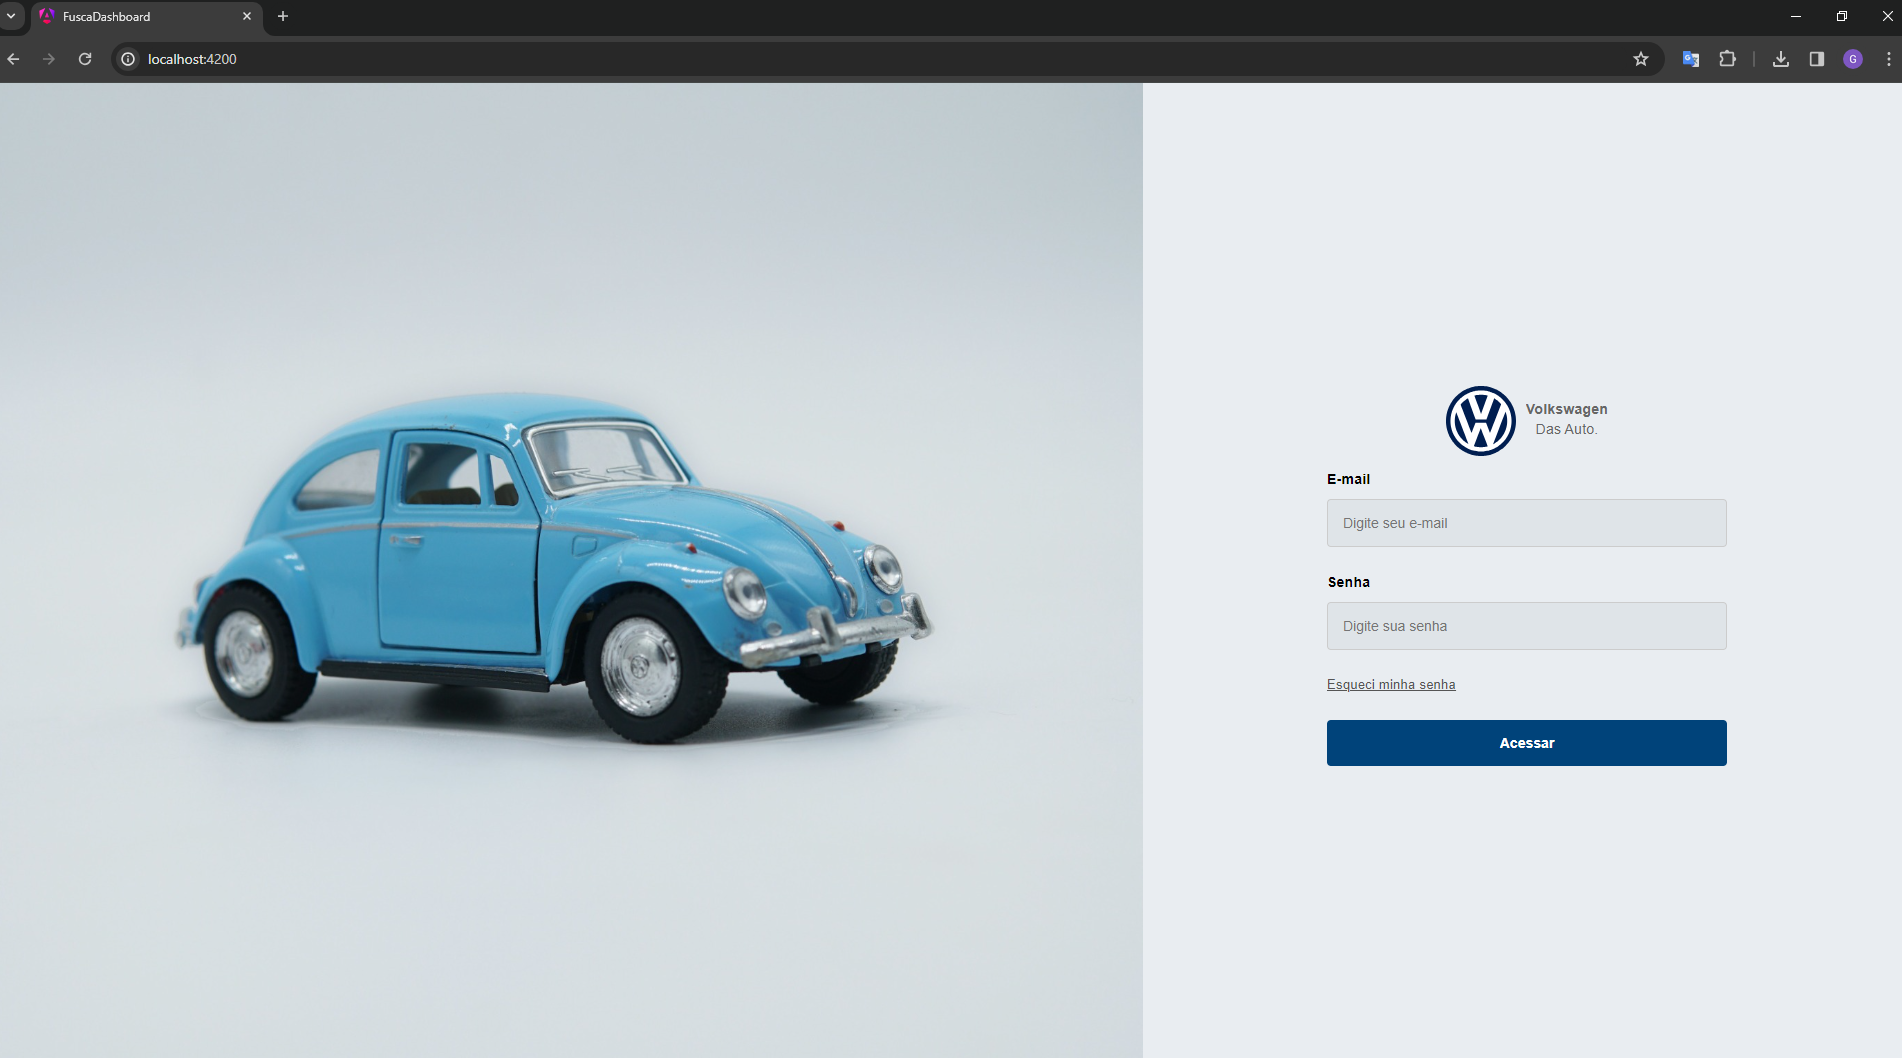 FuscaDashboard
localhost:4200
G
Volkswagen
Das Auto.
E-mail
Digite seu e-mail
Senha
Digite sua senha
Esqueci minha senha
Acessar